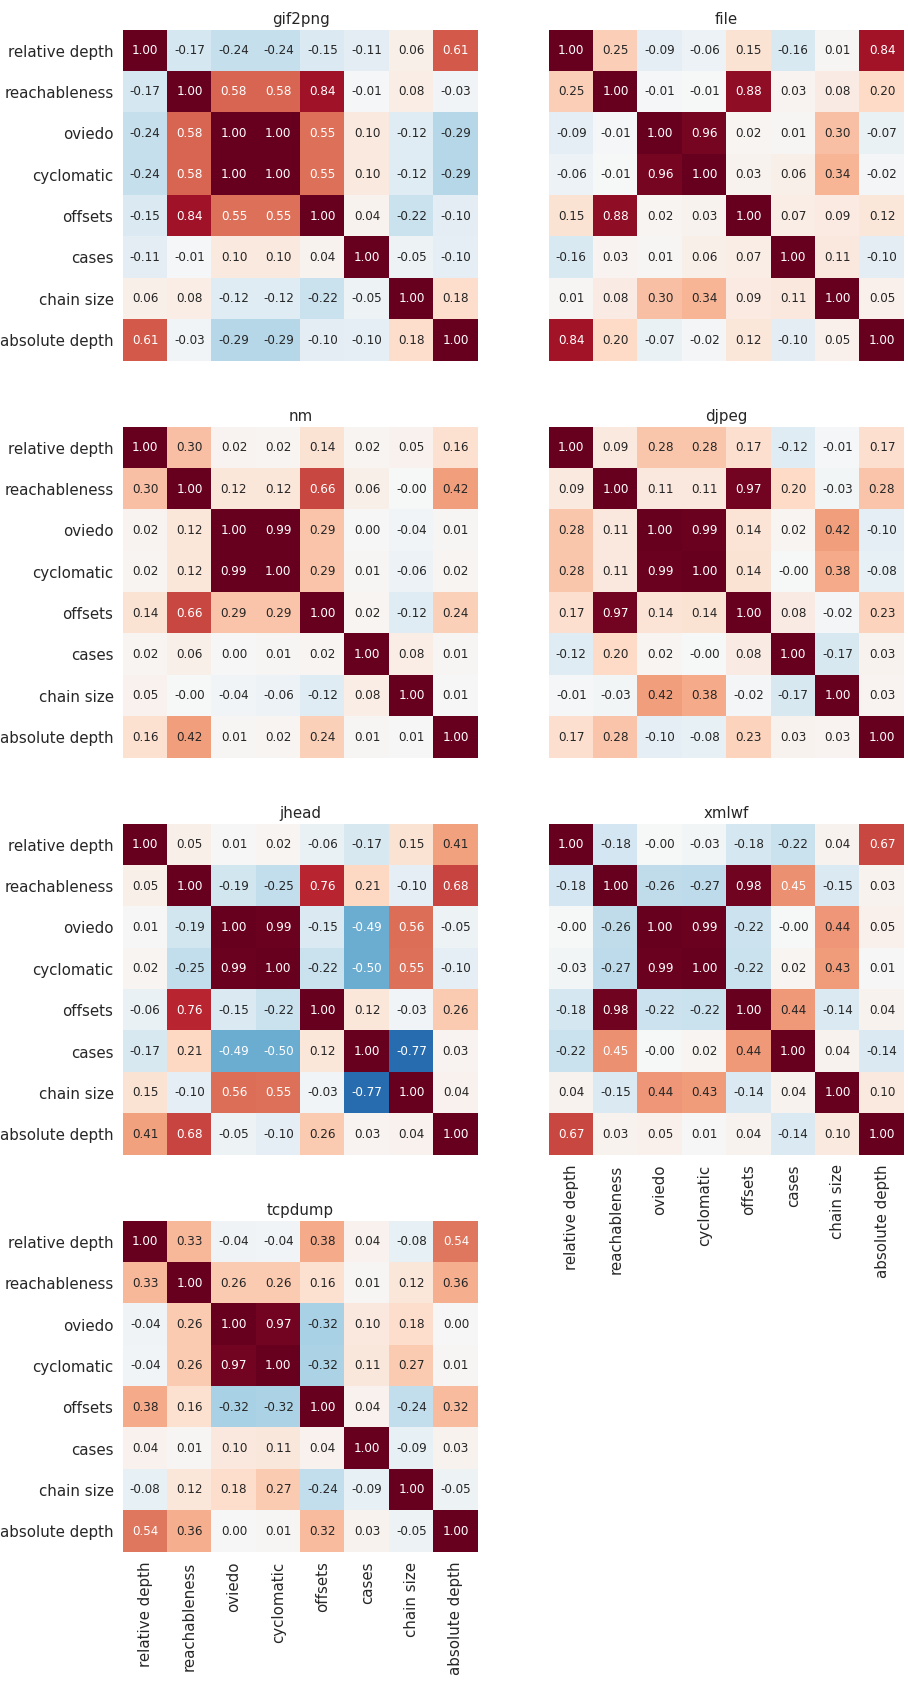 gif2png
relative depth 1.00 -0.17 -0.24 -0.24 -0.15 -0.11 0.06 0.61
reachableness -0.17 1.00 0.58 0.58 0.84 -0.01 0.08 -0.03
oviedo -0.24 0.58 1.00 1.00 0.55 0.10 -0.12 -0.29
cyclomatic -0.24 0.58 1.00 1.00 0.55 0.10 -0.12 -0.29
offsets -0.15 0.84 0.55 0.55 1.00 0.04 -0.22 -0.10
cases -0.11 -0.01 0.10 0.10 0.04 1.00 -0.05 -0.10
chain size 0.06 0.08 -0.12 -0.12 -0.22 -0.05 1.00 0.18
absolute depth 0.61 -0.03 -0.29 -0.29 -0.10 -0.10 0.18 1.00
file
1.00 0.25 -0.09 -0.06 0.15 -0.16 0.01 0.84
0.25 1.00 -0.01 -0.01 0.88 0.03 0.08 0.20
-0.09 -0.01 1.00 0.96 0.02 0.01 0.30 -0.07
-0.06 -0.01 0.96 1.00 0.03 0.06 0.34 -0.02
0.15 0.88 0.02 0.03 1.00 0.07 0.09 0.12
-0.16 0.03 0.01 0.06 0.07 1.00 0.11 -0.10
0.01 0.08 0.30 0.34 0.09 0.11 1.00 0.05
0.84 0.20 -0.07 -0.02 0.12 -0.10 0.05 1.00
nm
relative depth 1.00 0.30 0.02 0.02 0.14 0.02 0.05 0.16
reachableness 0.30 1.00 0.12 0.12 0.66 0.06 -0.00 0.42
oviedo 0.02 0.12 1.00 0.99 0.29 0.00 -0.04 0.01
cyclomatic 0.02 0.12 0.99 1.00 0.29 0.01 -0.06 0.02
offsets 0.14 0.66 0.29 0.29 1.00 0.02 -0.12 0.24
cases 0.02 0.06 0.00 0.01 0.02 1.00 0.08 0.01
chain size 0.05 -0.00 -0.04 -0.06 -0.12 0.08 1.00 0.01
absolute depth 0.16 0.42 0.01 0.02 0.24 0.01 0.01 1.00
djpeg
1.00 0.09 0.28 0.28 0.17 -0.12 -0.01 0.17
0.09 1.00 0.11 0.11 0.97 0.20 -0.03 0.28
0.28 0.11 1.00 0.99 0.14 0.02 0.42 -0.10
0.28 0.11 0.99 1.00 0.14 -0.00 0.38 -0.08
0.17 0.97 0.14 0.14 1.00 0.08 -0.02 0.23
-0.12 0.20 0.02 -0.00 0.08 1.00 -0.17 0.03
-0.01 -0.03 0.42 0.38 -0.02 -0.17 1.00 0.03
0.17 0.28 -0.10 -0.08 0.23 0.03 0.03 1.00
jhead
relative depth 1.00 0.05 0.01 0.02 -0.06 -0.17 0.15 0.41
reachableness 0.05 1.00 -0.19 -0.25 0.76 0.21 -0.10 0.68
oviedo 0.01 -0.19 1.00 0.99 -0.15 -0.49 0.56 -0.05
cyclomatic 0.02 -0.25 0.99 1.00 -0.22 -0.50 0.55 -0.10
offsets -0.06 0.76 -0.15 -0.22 1.00 0.12 -0.03 0.26
cases -0.17 0.21 -0.49 -0.50 0.12 1.00 -0.77 0.03
chain size 0.15 -0.10 0.56 0.55 -0.03 -0.77 1.00 0.04
absolute depth 0.41 0.68 -0.05 -0.10 0.26 0.03 0.04 1.00
xmlwf
1.00 -0.18 -0.00 -0.03 -0.18 -0.22 0.04 0.67
-0.18 1.00 -0.26 -0.27 0.98 0.45 -0.15 0.03
-0.00 -0.26 1.00 0.99 -0.22 -0.00 0.44 0.05
-0.03 -0.27 0.99 1.00 -0.22 0.02 0.43 0.01
-0.18 0.98 -0.22 -0.22 1.00 0.44 -0.14 0.04
-0.22 0.45 -0.00 0.02 0.44 1.00 0.04 -0.14
0.04 -0.15 0.44 0.43 -0.14 0.04 1.00 0.10
0.67 0.03 0.05 0.01 0.04 -0.14 0.10 1.00
relative depth
reachableness
oviedo
cyclomatic
offsets
cases
chain size
absolute depth
tcpdump
relative depth 1.00 0.33 -0.04 -0.04 0.38 0.04 -0.08 0.54
reachableness 0.33 1.00 0.26 0.26 0.16 0.01 0.12 0.36
oviedo -0.04 0.26 1.00 0.97 -0.32 0.10 0.18 0.00
cyclomatic -0.04 0.26 0.97 1.00 -0.32 0.11 0.27 0.01
offsets 0.38 0.16 -0.32 -0.32 1.00 0.04 -0.24 0.32
cases 0.04 0.01 0.10 0.11 0.04 1.00 -0.09 0.03
chain size -0.08 0.12 0.18 0.27 -0.24 -0.09 1.00 -0.05
absolute depth 0.54 0.36 0.00 0.01 0.32 0.03 -0.05 1.00
relative depth
reachableness
oviedo
cyclomatic
offsets
cases
chain size
absolute depth